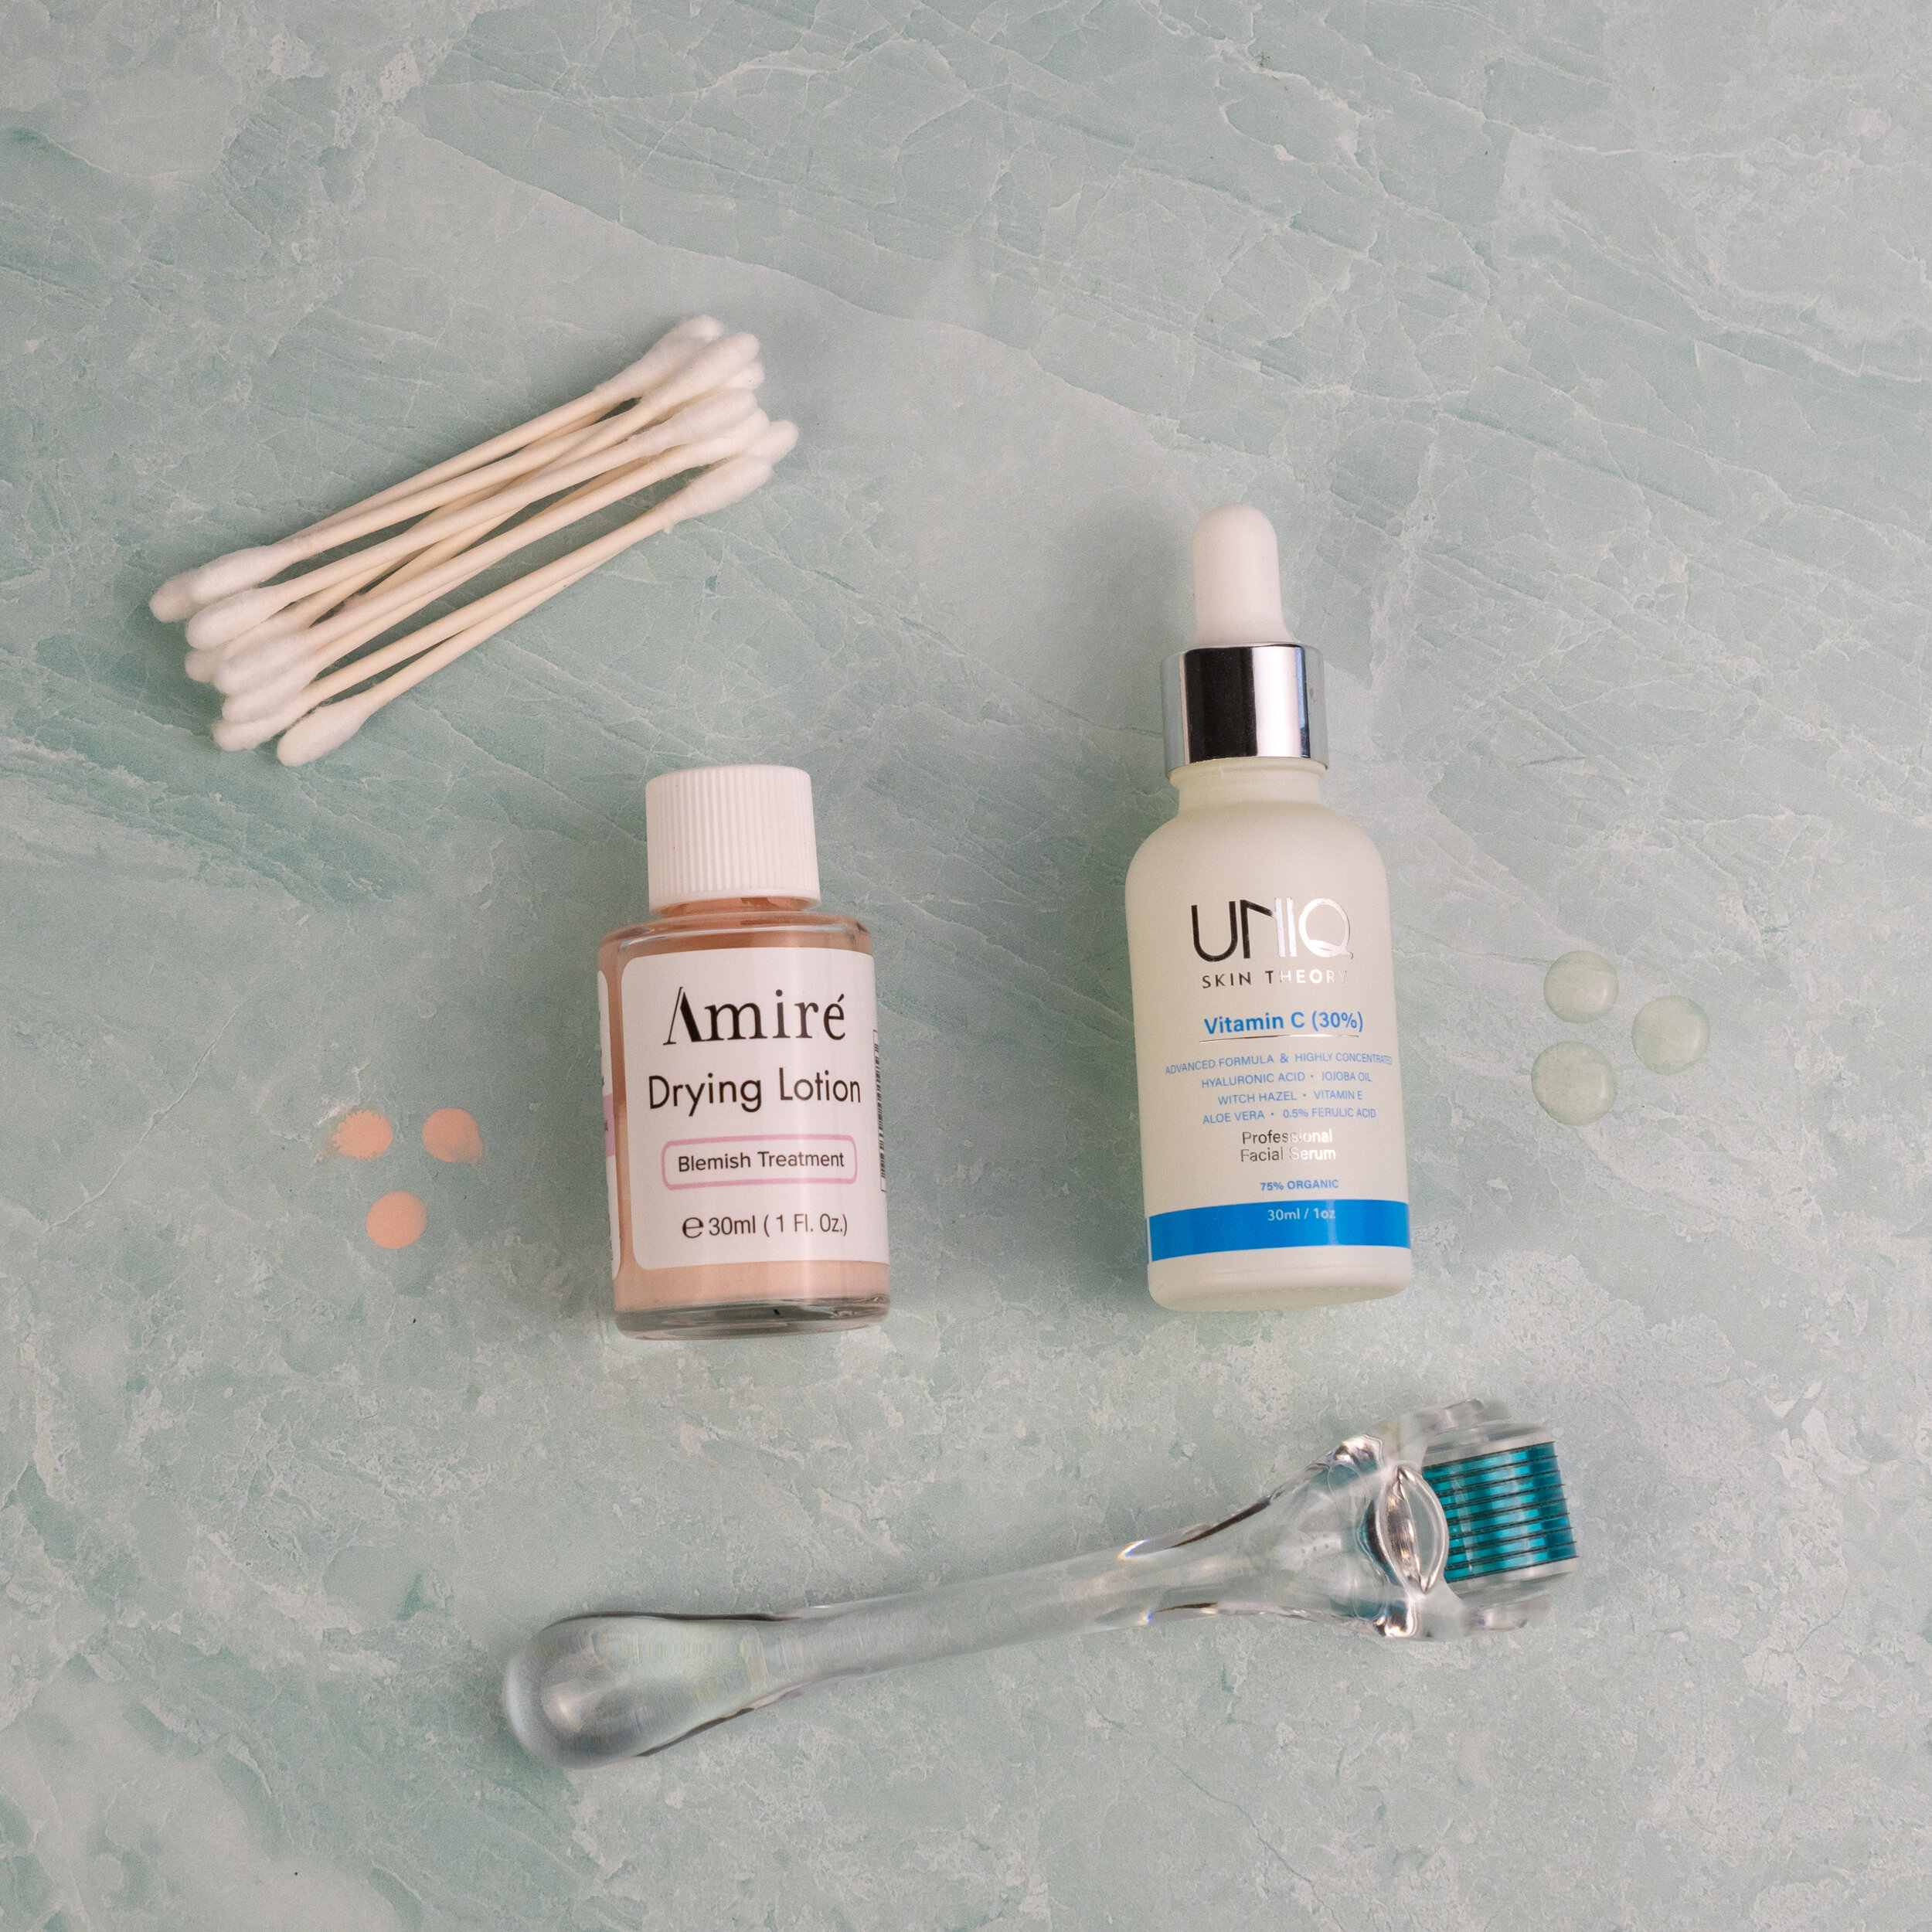 Amiré
Drying Lotion
Blemish Treatment
℮ 30ml ( 1 Fl. Oz.)
UNIQ
SKIN THEORY
Vitamin C (30%)
ADVANCED FORMULA & HIGHLY CONCENTRATED
HYALURONIC ACID • JOJOBA OIL
WITCH HAZEL • VITAMIN E
ALOE VERA • 0.5% FERULIC ACID
Professional
Facial Serum
75% ORGANIC
30ml / 1oz